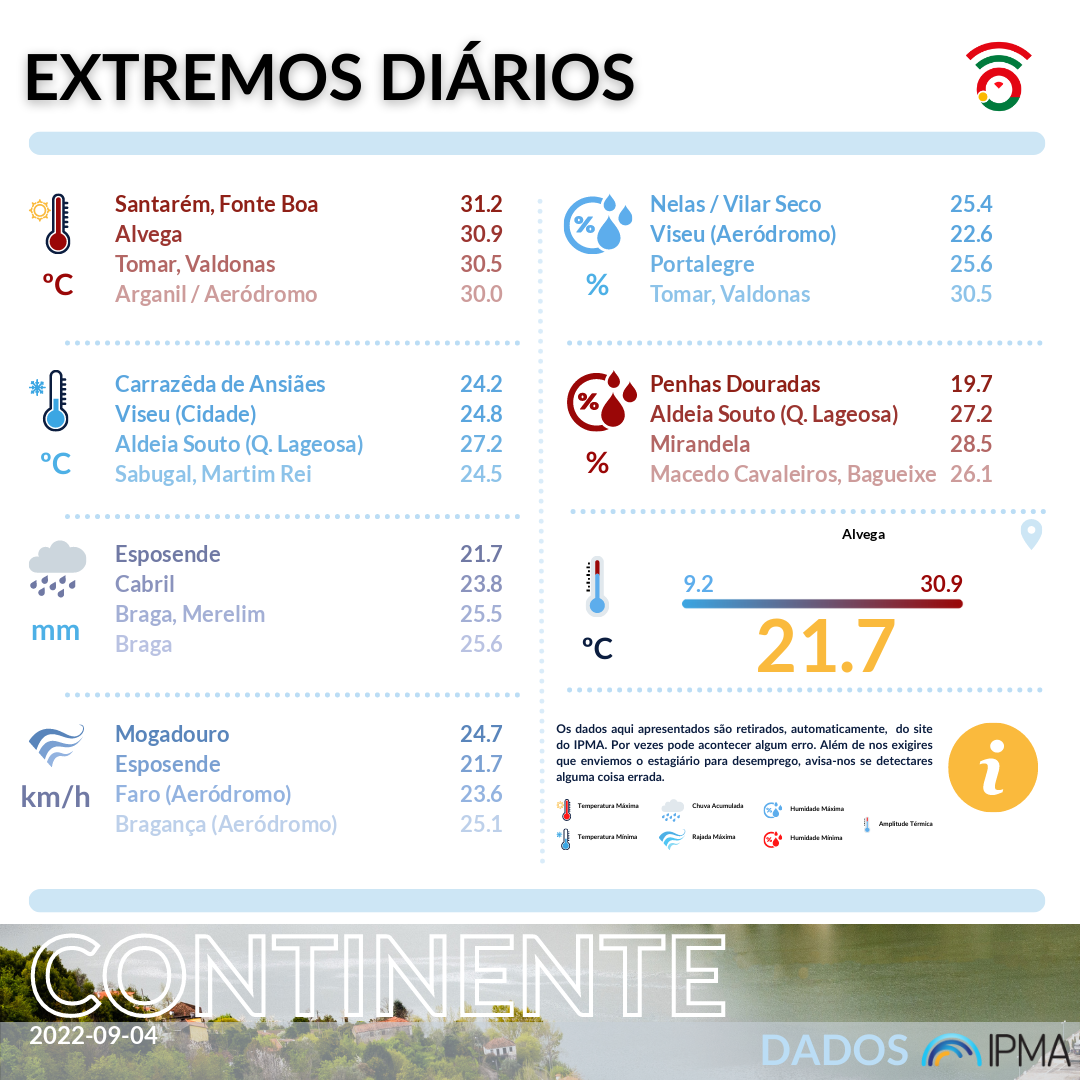 EXTREMOS DIÁRIOS
ºC
Santarém, Fonte Boa 31.2
Alvega 30.9
Tomar, Valdonas 30.5
Arganil / Aeródromo 30.0
ºC
Carrazêda de Ansiães 24.2
Viseu (Cidade) 24.8
Aldeia Souto (Q. Lageosa) 27.2
Sabugal, Martim Rei 24.5
mm
Esposende 21.7
Cabril 23.8
Braga, Merelim 25.5
Braga 25.6
km/h
Mogadouro 24.7
Esposende 21.7
Faro (Aeródromo) 23.6
Bragança (Aeródromo) 25.1
%
%
Nelas / Vilar Seco 25.4
Viseu (Aeródromo) 22.6
Portalegre 25.6
Tomar, Valdonas 30.5
%
%
Penhas Douradas 19.7
Aldeia Souto (Q. Lageosa) 27.2
Mirandela 28.5
Macedo Cavaleiros, Bagueixe 26.1
Alvega
9.2 30.9
21.7
ºC
Os dados aqui apresentados são retirados, automaticamente, do site
do IPMA. Por vezes pode acontecer algum erro. Além de nos exigires
que enviemos o estagiário para desemprego, avisa-nos se detectares
alguma coisa errada.
i
Temperatura Máxima
Chuva Acumulada
Humidade Máxima
Amplitude Térmica
Temperatura Mínima
Rajada Máxima
Humidade Mínima
CONTINENTE
2022-09-04
DADOS IPMA